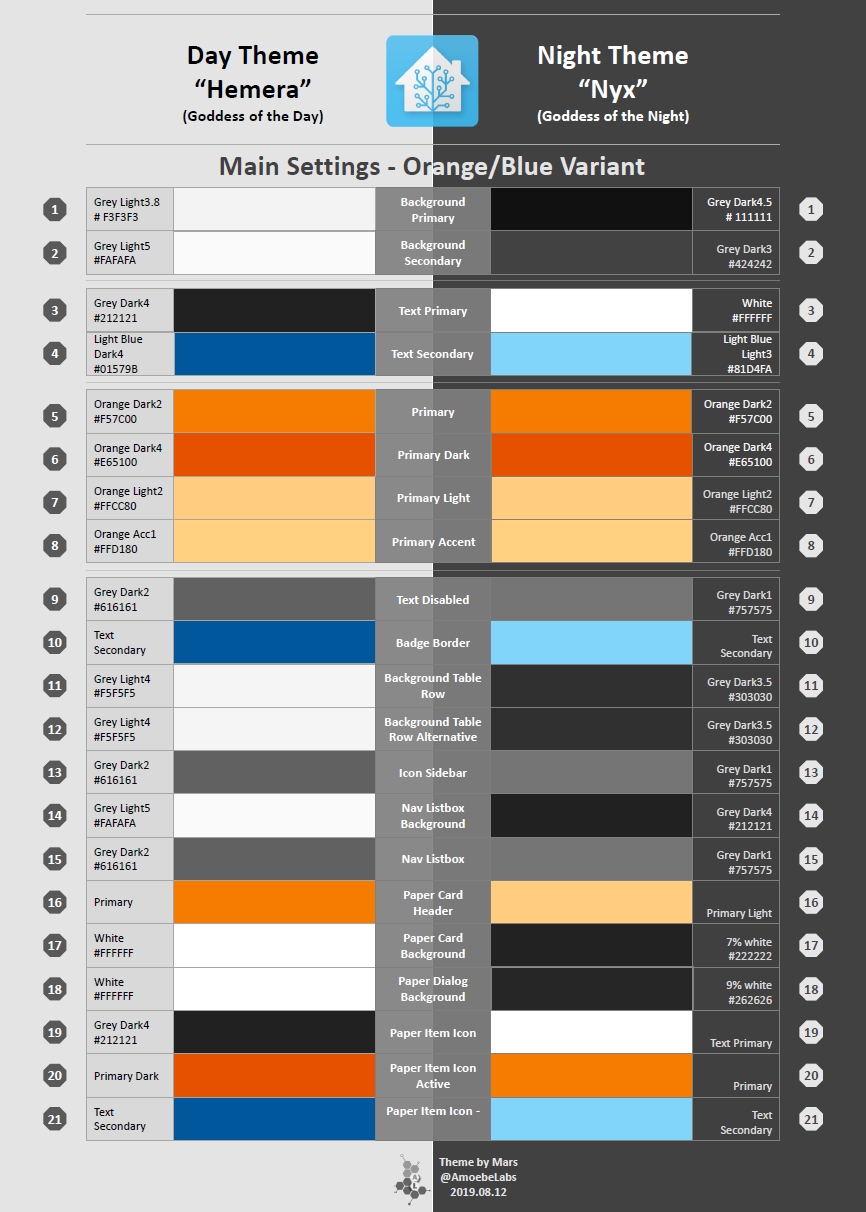 Day Theme
“Hemera”
(Goddess of the Day)
Night Theme
“Nyx”
(Goddess of the Night)
Main Settings - Orange/Blue Variant
1
Grey Light3.8
# F3F3F3
Background
Primary
Grey Dark4.5
# 111111
1
2
Grey Light5
#FAFAFA
Background
Secondary
Grey Dark3
#424242
2
3
Grey Dark4
#212121
Text Primary
White
#FFFFFF
3
4
Light Blue
Dark4
#01579B
Text Secondary
Light Blue
Light3
#81D4FA
4
5
Orange Dark2
#F57C00
Primary
Orange Dark2
#F57C00
5
6
Orange Dark4
#E65100
Primary Dark
Orange Dark4
#E65100
6
7
Orange Light2
#FFCC80
Primary Light
Orange Light2
#FFCC80
7
8
Orange Acc1
#FFD180
Primary Accent
Orange Acc1
#FFD180
8
9
Grey Dark2
#616161
Text Disabled
Grey Dark1
#757575
9
10
Text
Secondary
Badge Border
Text
Secondary
10
11
Grey Light4
#F5F5F5
Background Table
Row
Grey Dark3.5
#303030
11
12
Grey Light4
#F5F5F5
Background Table
Row Alternative
Grey Dark3.5
#303030
12
13
Grey Dark2
#616161
Icon Sidebar
Grey Dark1
#757575
13
14
Grey Light5
#FAFAFA
Nav Listbox
Background
Grey Dark4
#212121
14
15
Grey Dark2
#616161
Nav Listbox
Grey Dark1
#757575
15
16
Primary
Paper Card
Header
Primary Light
16
17
White
#FFFFFF
Paper Card
Background
7% white
#222222
17
18
White
#FFFFFF
Paper Dialog
Background
9% white
#262626
18
19
Grey Dark4
#212121
Paper Item Icon
Text Primary
19
20
Primary Dark
Paper Item Icon
Active
Primary
20
21
Text
Secondary
Paper Item Icon -
Text
Secondary
21
Theme by Mars
@AmoebeLabs
2019.08.12